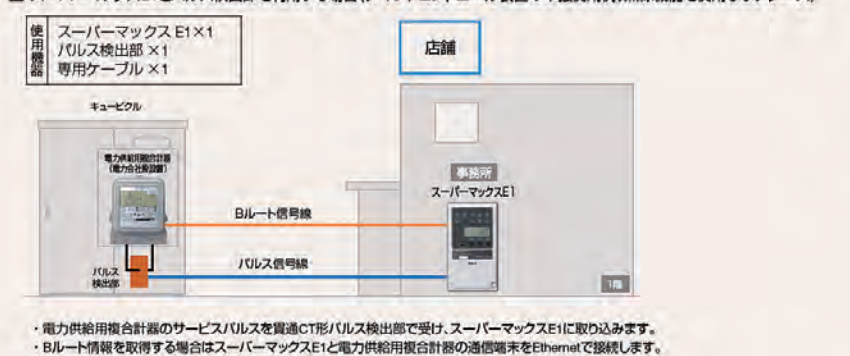 使用機器
スーパーマックス E1×1
パルス検出部 ×1
専用ケーブル ×1
店舗
キュービクル
電力供給用複合計器
（電力会社殿設置）
事務所
スーパーマックスE1
Bルート信号線
パルス信号線
パルス
検出部
1階
・電力供給用複合計器のサービスパルスを貫通CT形パルス検出部で受け、スーパーマックスE1に取り込みます。
・Bルート情報を取得する場合はスーパーマックスE1と電力供給用複合計器の通信端末をEthernetで接続します。